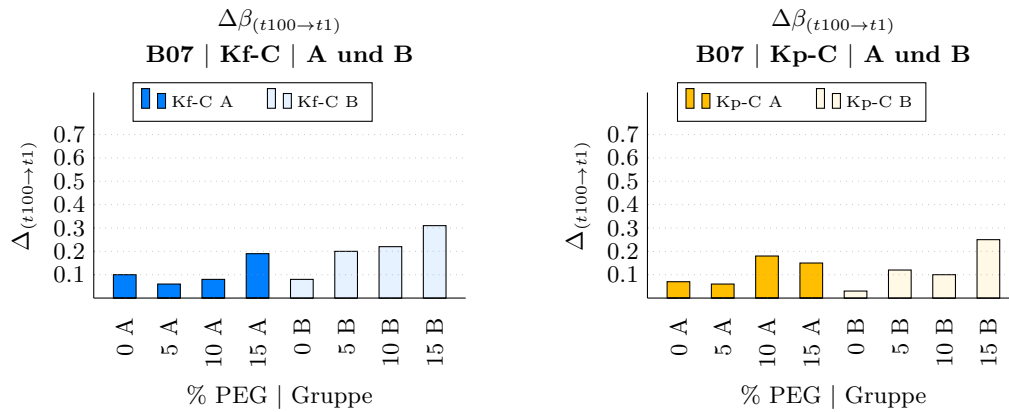 Δβ(t100→t1)
B07 | Kf-C | A und B
Kf-C A Kf-C B
0.7
0.6
0.5
0.4
0.3
0.2
0.1
Δ(t100→t1)
0 A 5 A 10 A 15 A 0 B 5 B 10 B 15 B
% PEG | Gruppe
Δβ(t100→t1)
B07 | Kp-C | A und B
Kp-C A Kp-C B
0.7
0.6
0.5
0.4
0.3
0.2
0.1
Δ(t100→t1)
0 A 5 A 10 A 15 A 0 B 5 B 10 B 15 B
% PEG | Gruppe